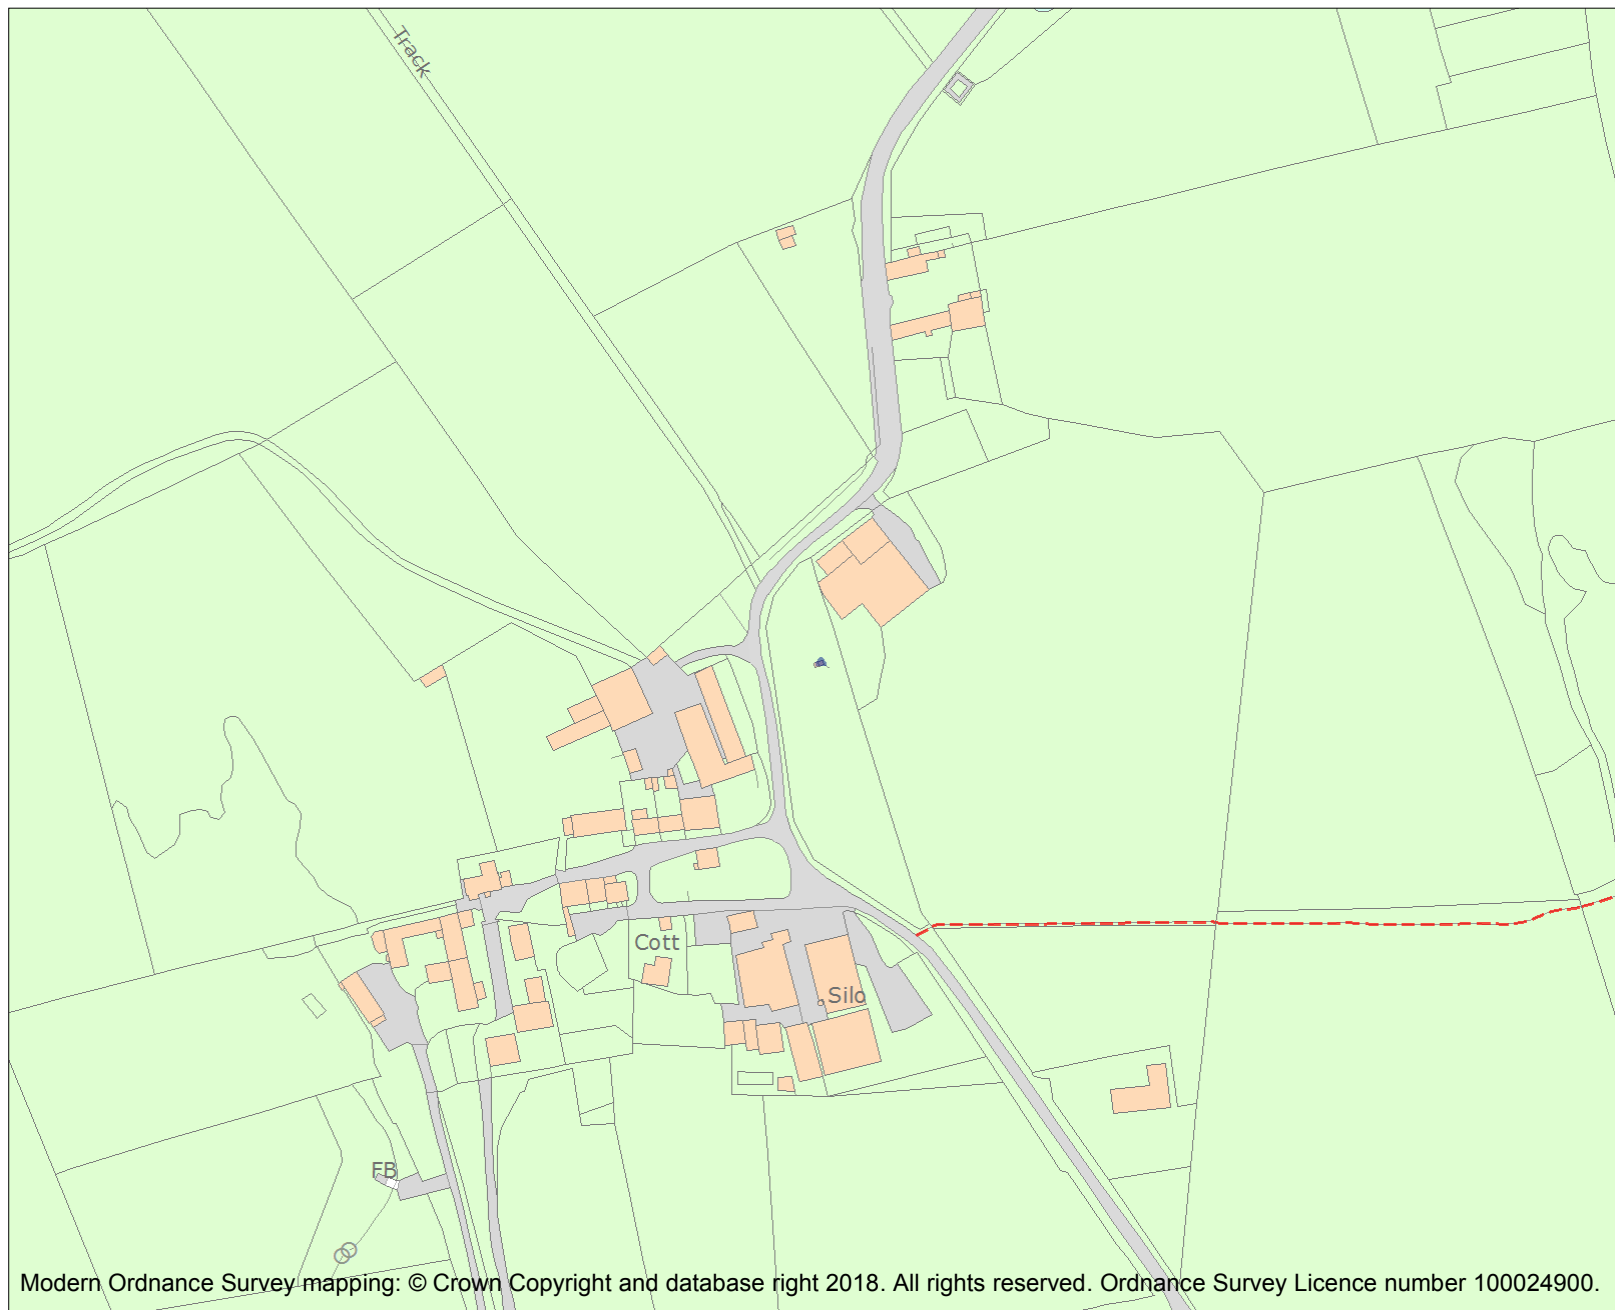 Track
Cott
Silo
FB
Modern Ordnance Survey mapping: © Crown Copyright and database right 2018. All rights reserved. Ordnance Survey Licence number 100024900.